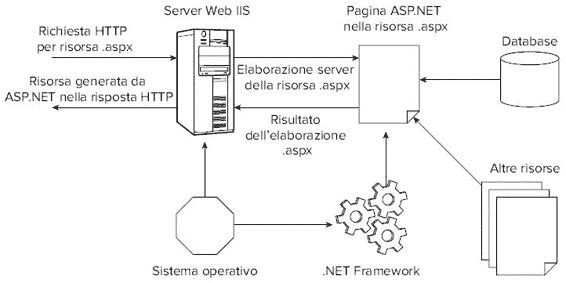 Server Web IIS
Pagina ASP.NET
nella risorsa .aspx
Richiesta HTTP
per risorsa .aspx
Database
Elaborazione server
della risorsa .aspx
Risorsa generata da
ASP.NET nella risposta HTTP
Risultato
dell'elaborazione
.aspx
Altre risorse
Sistema operativo
.NET Framework